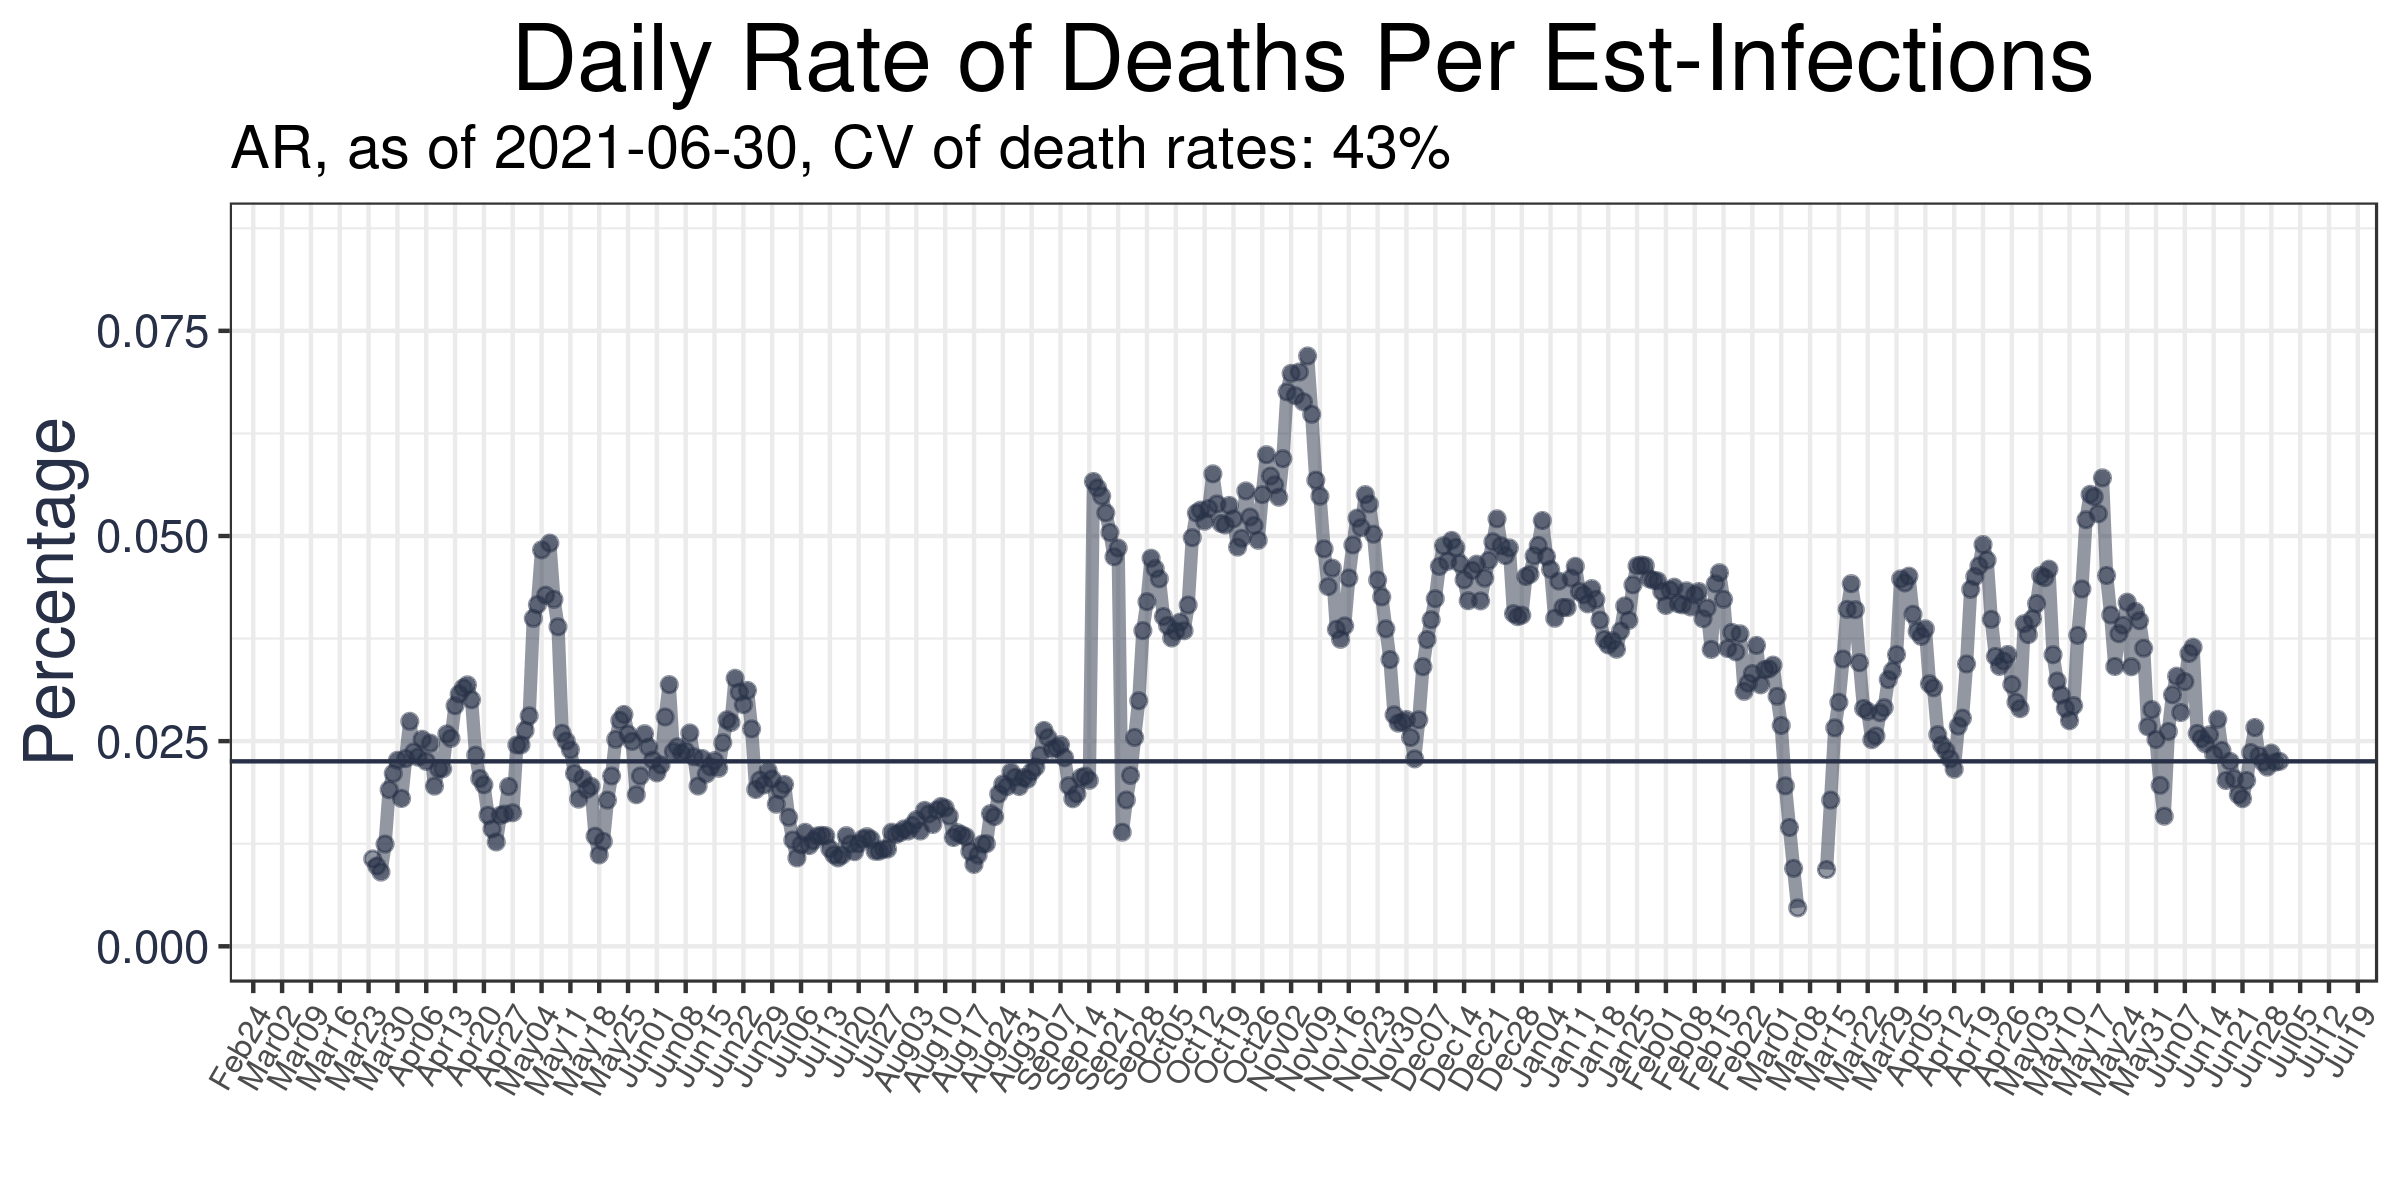 Daily Rate of Deaths Per Est-Infections
AR, as of 2021-06-30, CV of death rates: 43%
Percentage
0.075
0.050
0.025
0.000
Feb24
Mar02
Mar09
Mar16
Mar23
Mar30
Apr06
Apr13
Apr20
Apr27
May04
May11
May18
May25
Jun01
Jun08
Jun15
Jun22
Jun29
Jul06
Jul13
Jul20
Jul27
Aug03
Aug10
Aug17
Aug24
Aug31
Sep07
Sep14
Sep21
Sep28
Oct05
Oct12
Oct19
Oct26
Nov02
Nov09
Nov16
Nov23
Nov30
Dec07
Dec14
Dec21
Dec28
Jan04
Jan11
Jan18
Jan25
Feb01
Feb08
Feb15
Feb22
Mar01
Mar08
Mar15
Mar22
Mar29
Apr05
Apr12
Apr19
Apr26
May03
May10
May17
May24
May31
Jun07
Jun14
Jun21
Jun28
Jul05
Jul12
Jul19